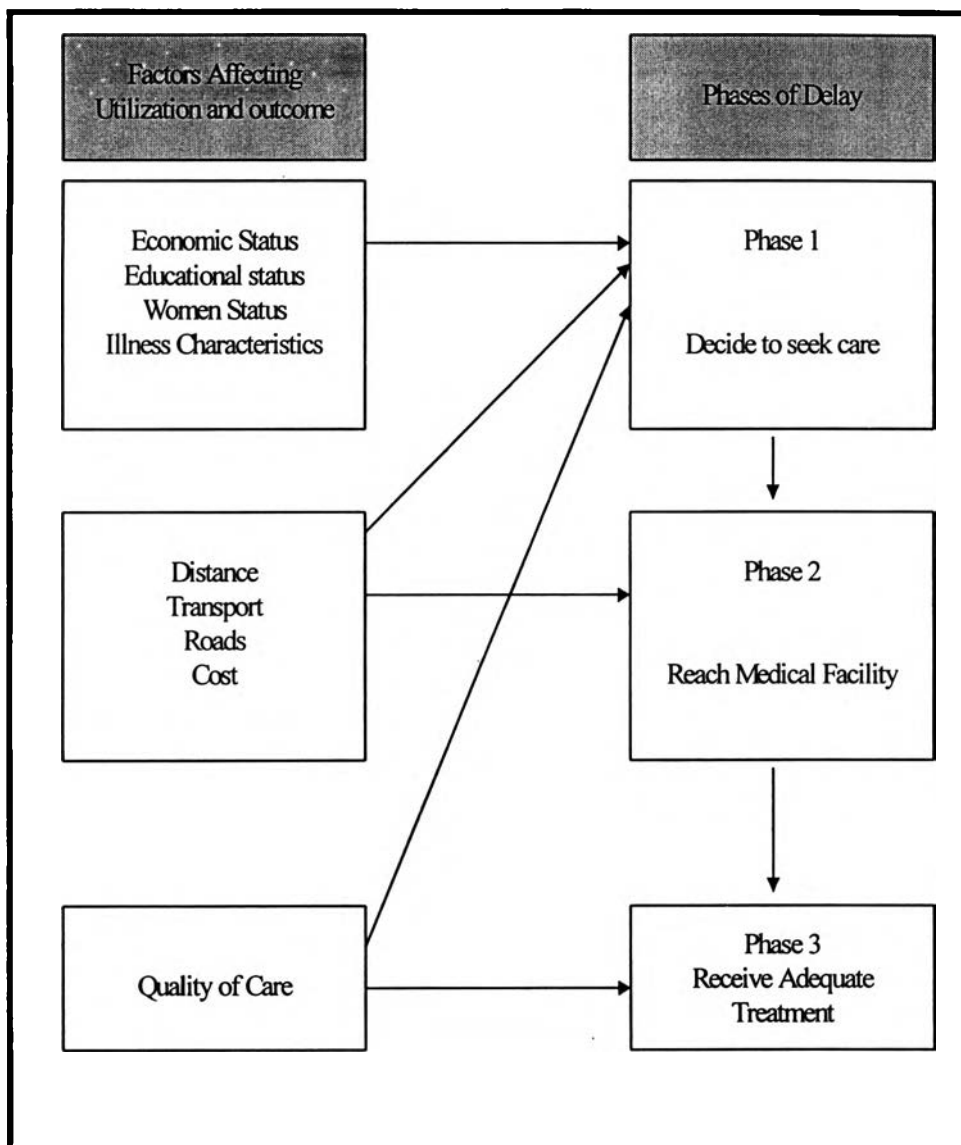 Factors Affecting
Utilization and outcome
Phases of Delay
Economic Status
Educational status
Women Status
Illness Characteristics
Phase 1
Decide to seek care
Distance
Transport
Roads
Cost
Phase 2
Reach Medical Facility
Quality of Care
Phase 3
Receive Adequate
Treatment